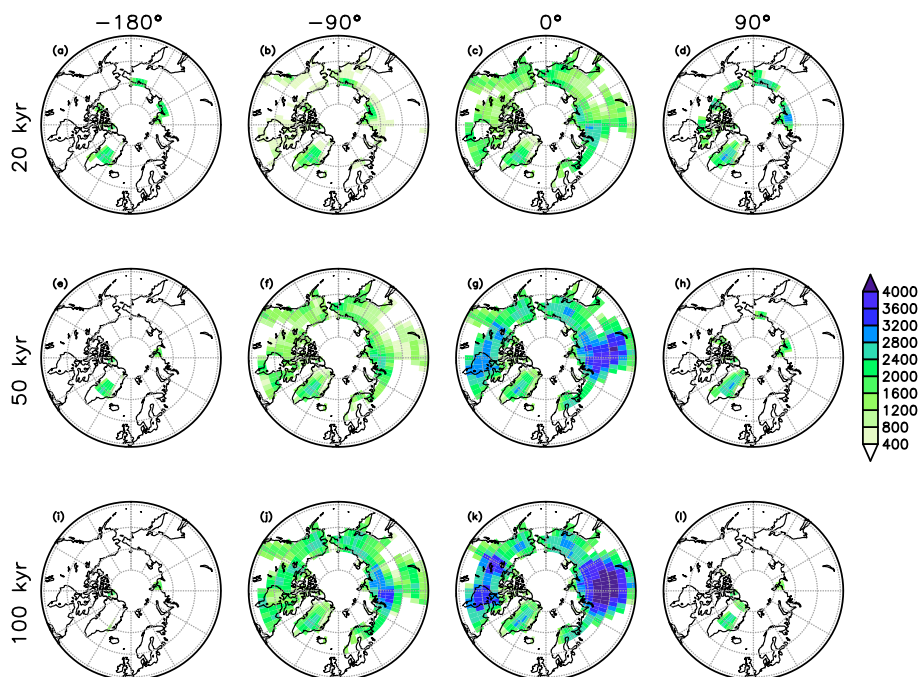 −180° −90° 0° 90°
(a) (b) (c) (d)
20 kyr
(e) (f) (g) (h)
50 kyr
4000
3600
3200
2800
2400
2000
1600
1200
800
400
(i) (j) (k) (l)
100 kyr